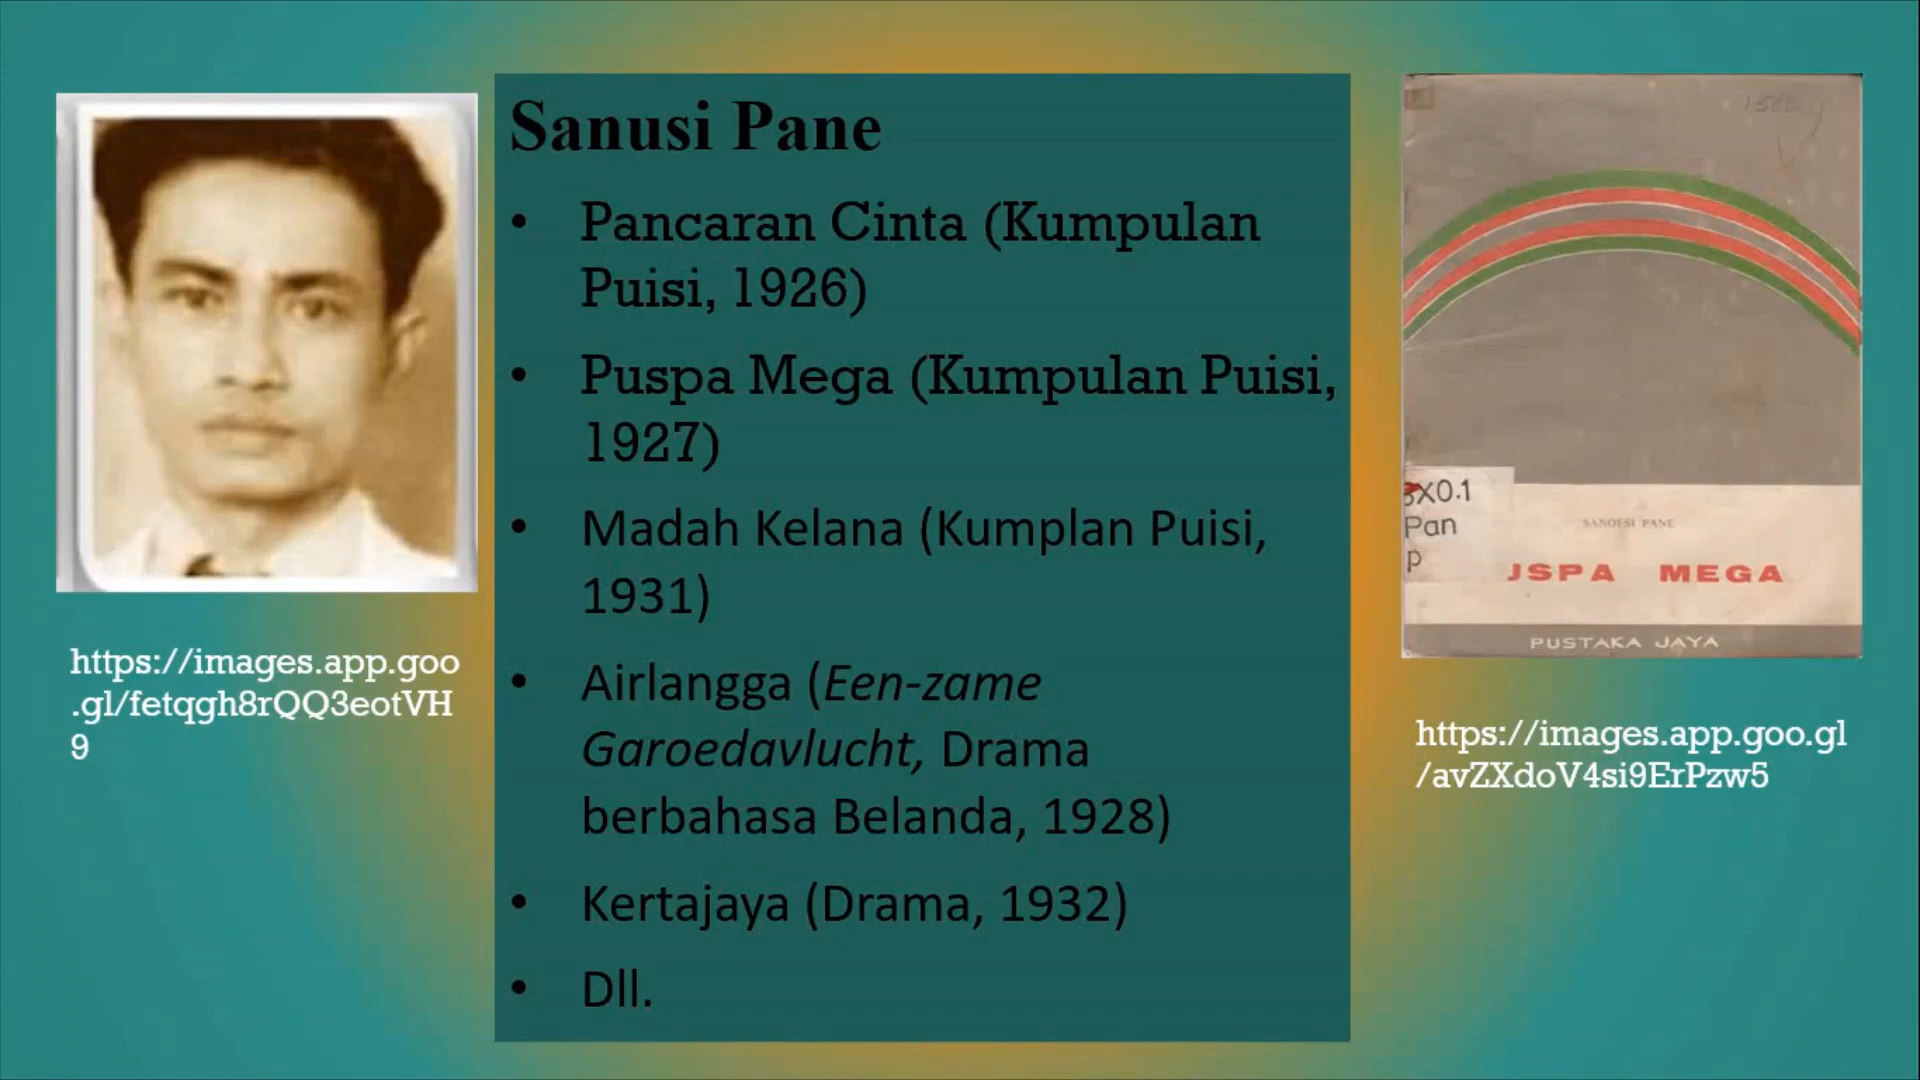 Sanusi Pane
• Pancaran Cinta (Kumpulan
Puisi, 1926)
• Puspa Mega (Kumpulan Puisi,
1927)
• Madah Kelana (Kumplan Puisi,
1931)
• Airlangga (Een-zame
Garoedavlucht, Drama
berbahasa Belanda, 1928)
• Kertajaya (Drama, 1932)
• Dll.
https://images.app.goo
.gl/fetqgh8rQQ3eotVH
9
X0.1
Pan
p
SANOESI PANE
USPA MEGA
PUSTAKA JAYA
https://images.app.goo.gl
/avZXdoV4si9ErPzw5